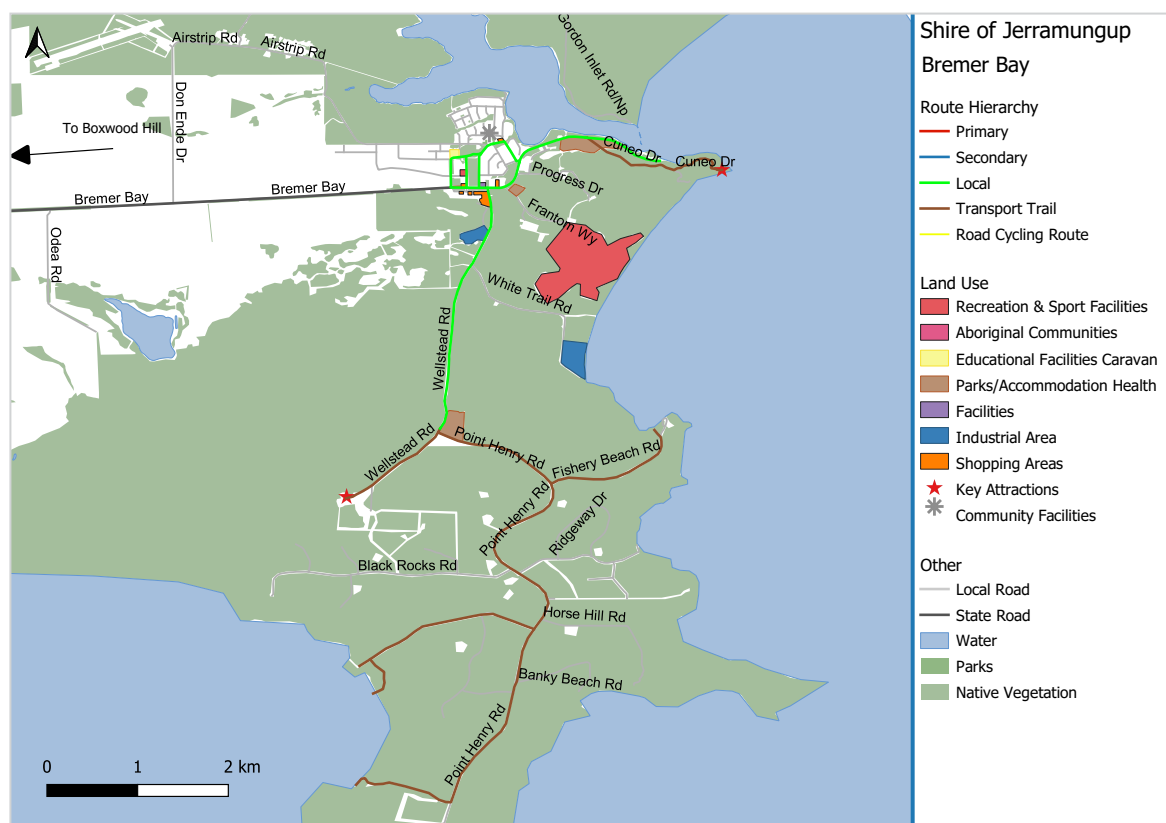 Shire of Jerramungup
Bremer Bay
Route Hierarchy
Primary
Secondary
Local
Transport Trail
Road Cycling Route
Land Use
Recreation & Sport Facilities
Aboriginal Communities
Educational Facilities Caravan
Parks/Accommodation Health
Facilities
Industrial Area
Shopping Areas
Key Attractions
Community Facilities
Other
Local Road
State Road
Water
Parks
Native Vegetation
Airstrip Rd
Airstrip Rd
Gordon Inlet Rd/Np
Don Ende Dr
To Boxwood Hill
Cuneo Dr
Cuneo Dr
Progress Dr
Bremer Bay
Bremer Bay
Frantom Wy
Odea Rd
White Trail Rd
Wellstead Rd
Wellstead Rd
Point Henry Rd
Fishery Beach Rd
Point Henry Rd
Ridgeway Dr
Black Rocks Rd
Horse Hill Rd
Banky Beach Rd
Point Henry Rd
0 1 2 km